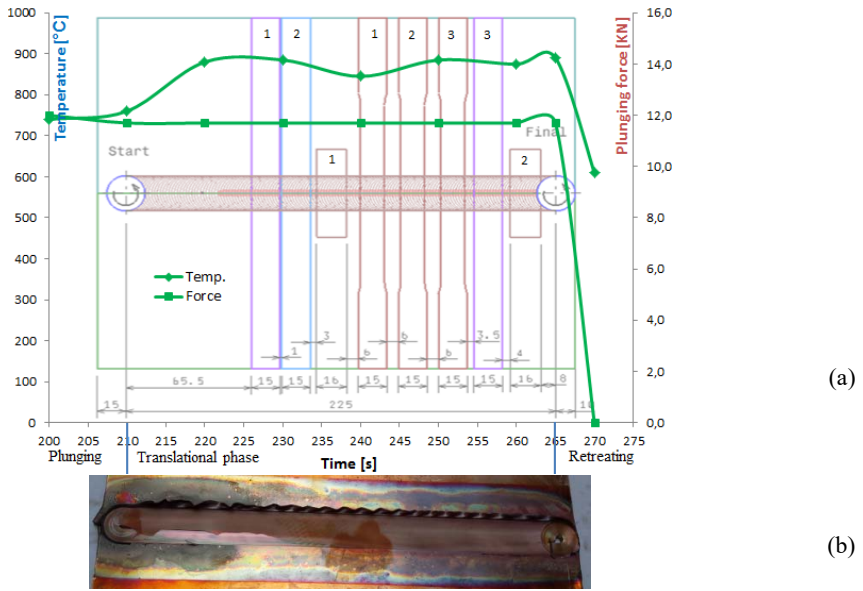 1000
900
800
700
600
500
400
300
200
100
0
Temperature [°C]
16,0
14,0
12,0
10,0
8,0
6,0
4,0
2,0
0,0
Plunging force [KN]
1 2 1 2 3 3
Start
Final
1 2
Temp.
Force
3 3.5
1 6 6 6 4
65.5 15 15 16 15 15 15 15 16 8
15 225
200 205 210 215 220 225 230 235 240 245 250 255 260 265 270 275
Plunging Translational phase Time [s] Retreating
(a)
(b)